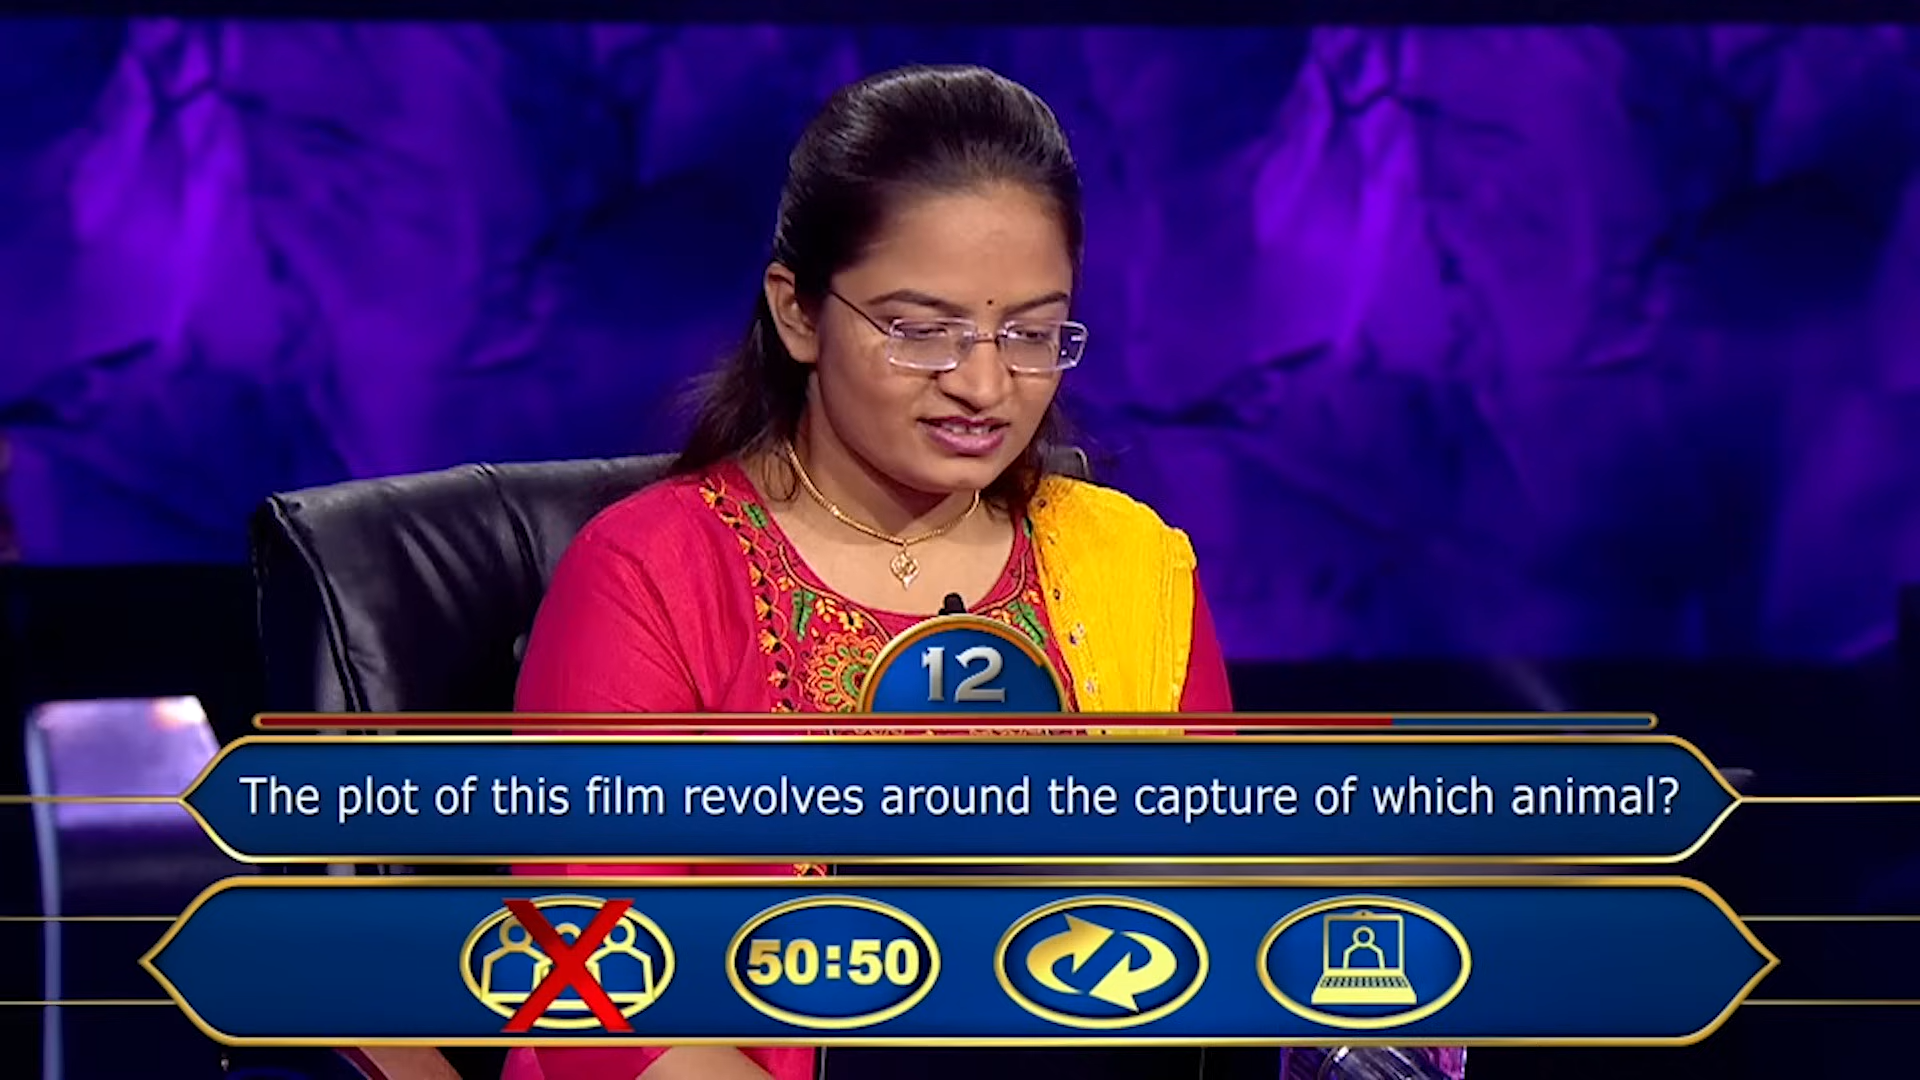 12
The plot of this film revolves around the capture of which animal?
50:50